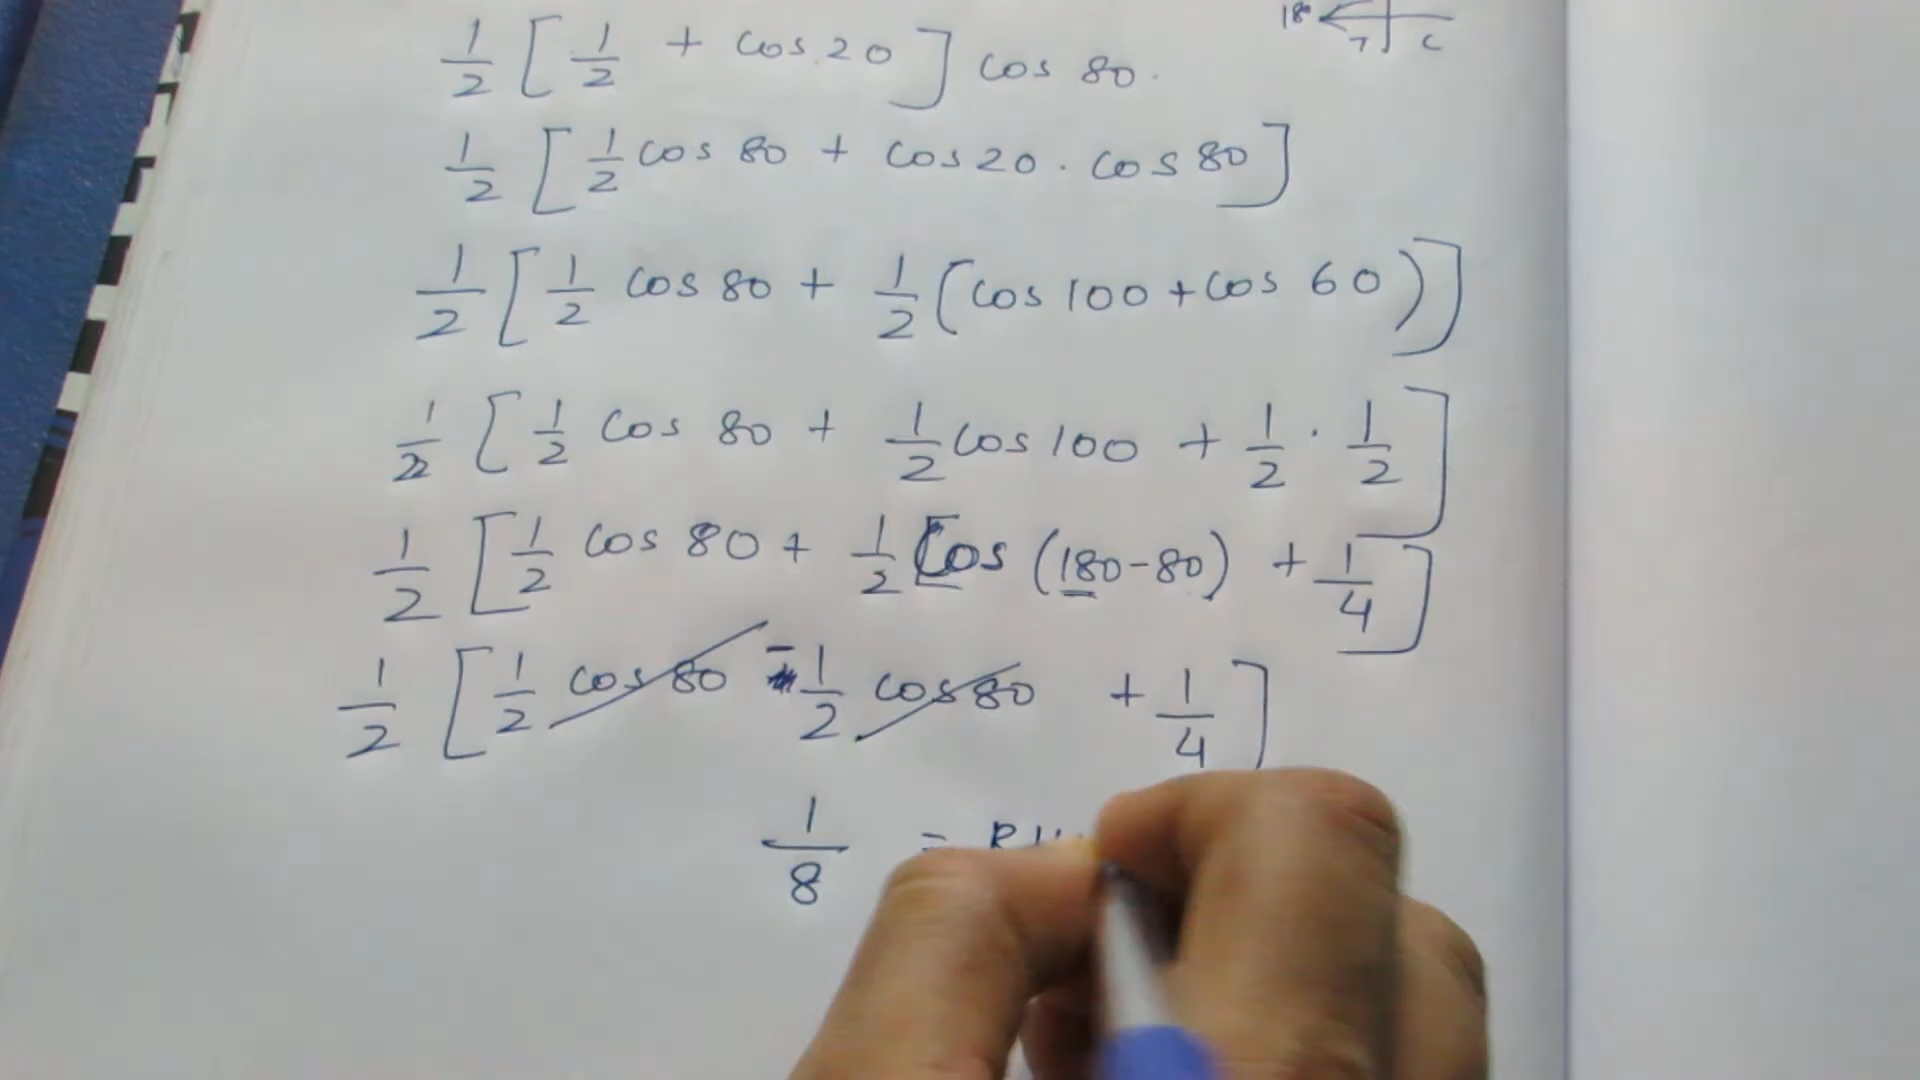 18
7 c
1/2 [ 1/2 + cos 20 ] cos 80.
1/2 [ 1/2 cos 80 + cos 20 . cos 80 ]
1/2 [ 1/2 cos 80 + 1/2 ( cos 100 + cos 60 ) ]
1/2 [ 1/2 cos 80 + 1/2 cos 100 + 1/2 . 1/2 ]
1/2 [ 1/2 cos 80 + 1/2 cos (180-80) + 1/4 ]
1/2 [ 1/2 cos 80 - 1/2 cos 80 + 1/4 ]
1/8 =